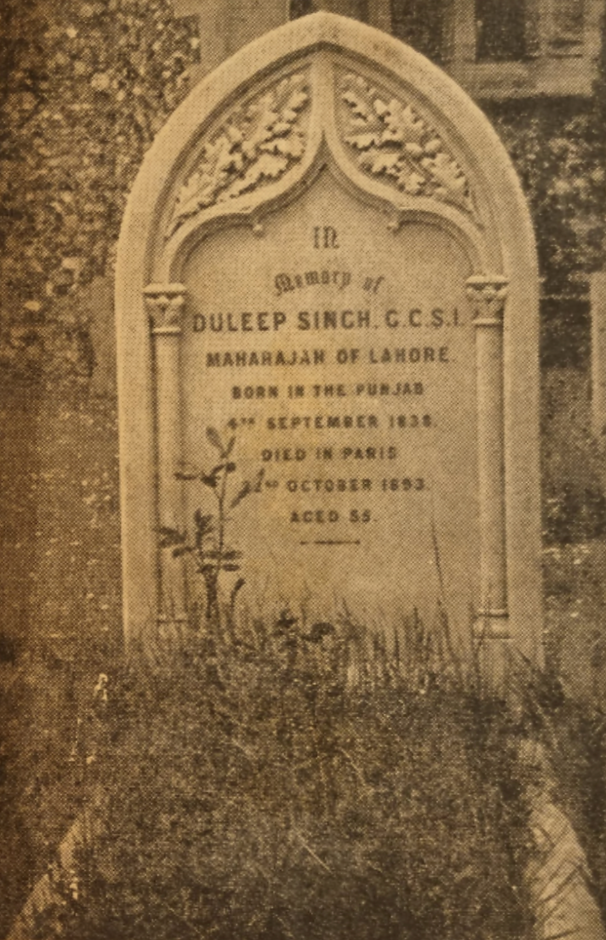 IN
Memory of
DULEEP SINGH. G.C.S.I.
MAHARAJAH OF LAHORE.
BORN IN THE PUNJAB
4TH SEPTEMBER 1838.
DIED IN PARIS
22ND OCTOBER 1893.
AGED 55.